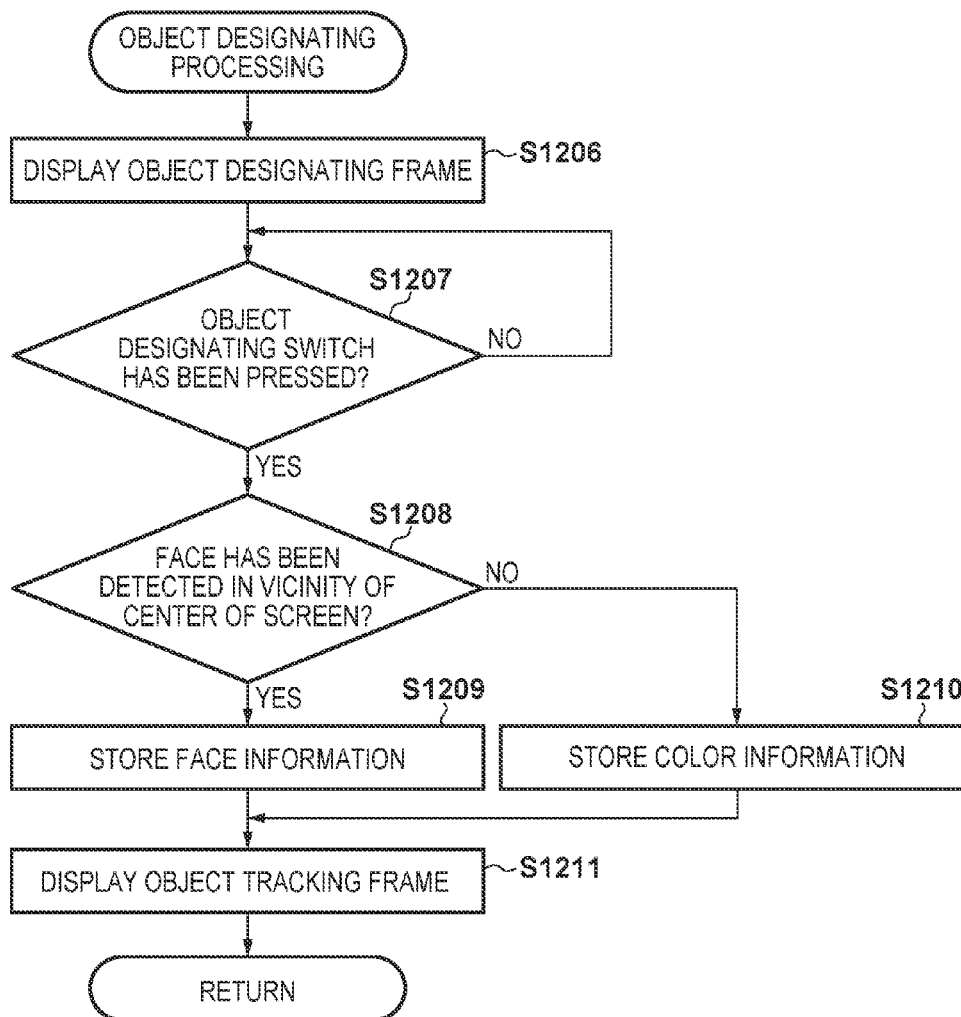 OBJECT DESIGNATING
PROCESSING
DISPLAY OBJECT DESIGNATING FRAME
S1206
S1207
OBJECT
DESIGNATING SWITCH
HAS BEEN PRESSED?
NO
YES
S1208
FACE HAS BEEN
DETECTED IN VICINITY OF
CENTER OF SCREEN?
NO
YES
S1209
STORE FACE INFORMATION
S1210
STORE COLOR INFORMATION
DISPLAY OBJECT TRACKING FRAME
S1211
RETURN